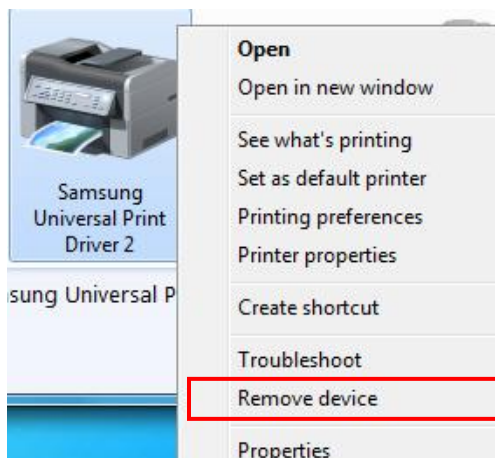 Samsung
Universal Print
Driver 2
sung Universal P
Open
Open in new window
See what's printing
Set as default printer
Printing preferences
Printer properties
Create shortcut
Troubleshoot
Remove device
Properties